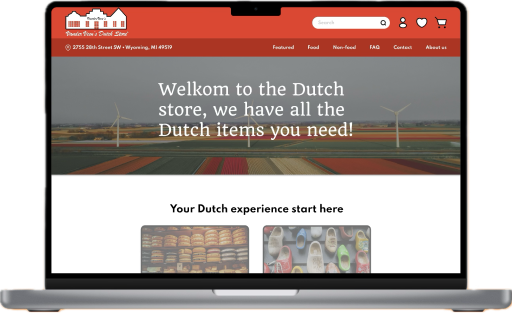 Vander Veen's Dutch Store
Search
2755 28th Street SW • Wyoming, MI 49519
Featured Food Non-food FAQ Contact About us
Welkom to the Dutch
store, we have all the
Dutch items you need!
Your Dutch experience start here